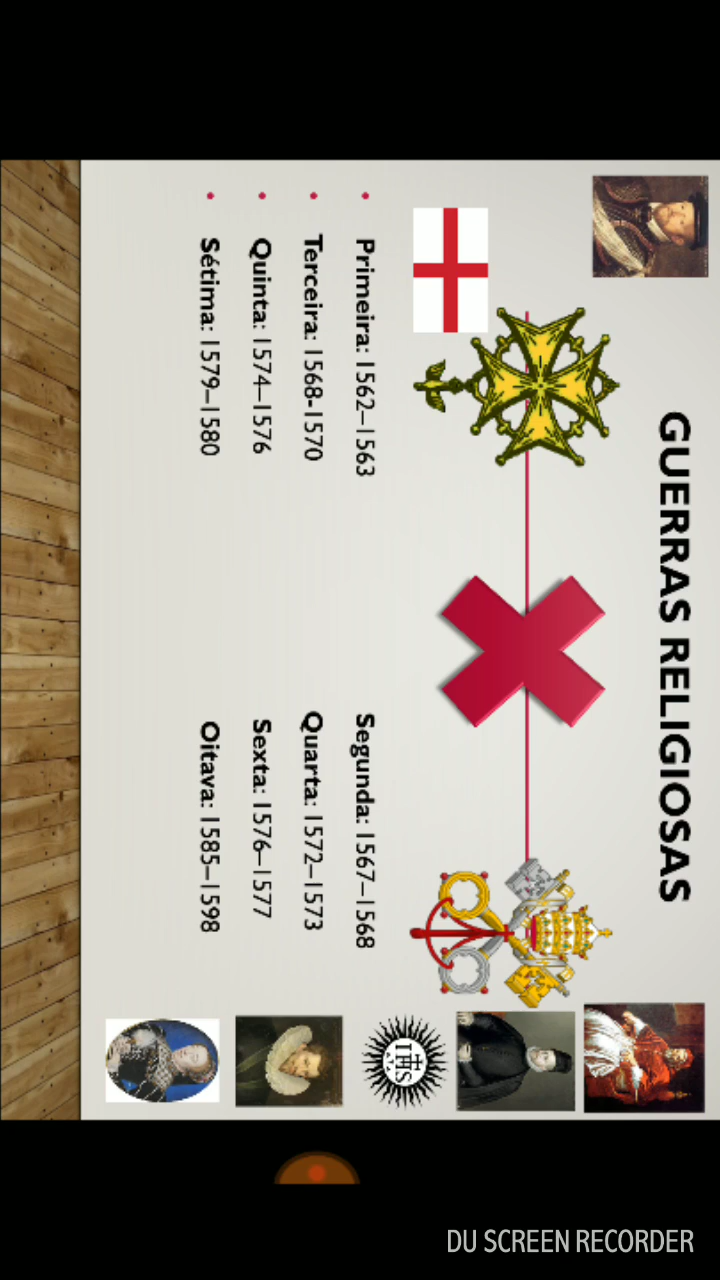 GUERRAS RELIGIOSAS
Primeira: 1562–1563
Terceira: 1568-1570
Quinta: 1574–1576
Sétima: 1579–1580
Segunda: 1567–1568
Quarta: 1572–1573
Sexta: 1576–1577
Oitava: 1585–1598
IHS
DU SCREEN RECORDER